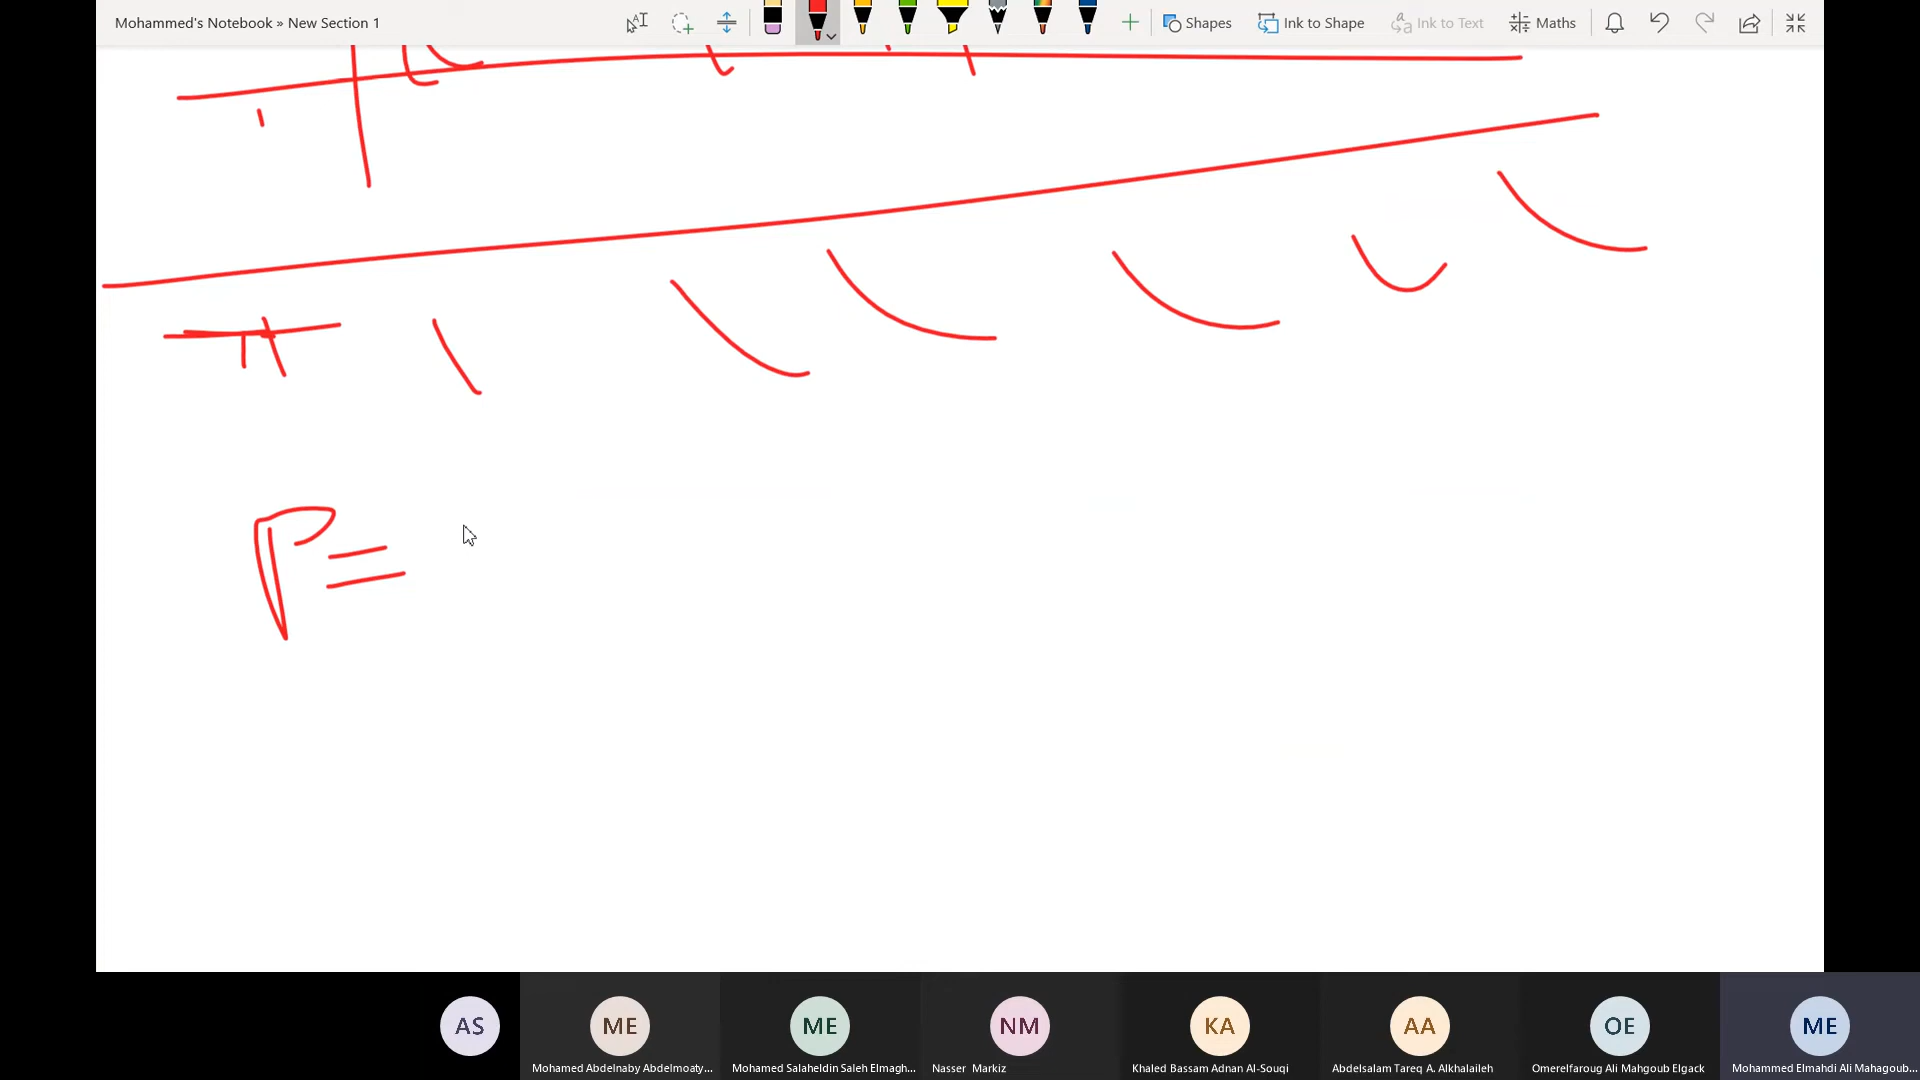 Mohammed's Notebook » New Section 1
Shapes
Ink to Shape
Ink to Text
Maths
P=
AS
ME
ME
NM
KA
AA
OE
ME
Mohamed Abdelnaby Abdelmoaty...
Mohamed Salaheldin Saleh Elmagh...
Nasser Markiz
Khaled Bassam Adnan Al-Souqi
Abdelsalam Tareq A. Alkhalaileh
Omerelfaroug Ali Mahgoub Elgack
Mohammed Elmahdi Ali Mahagoub...